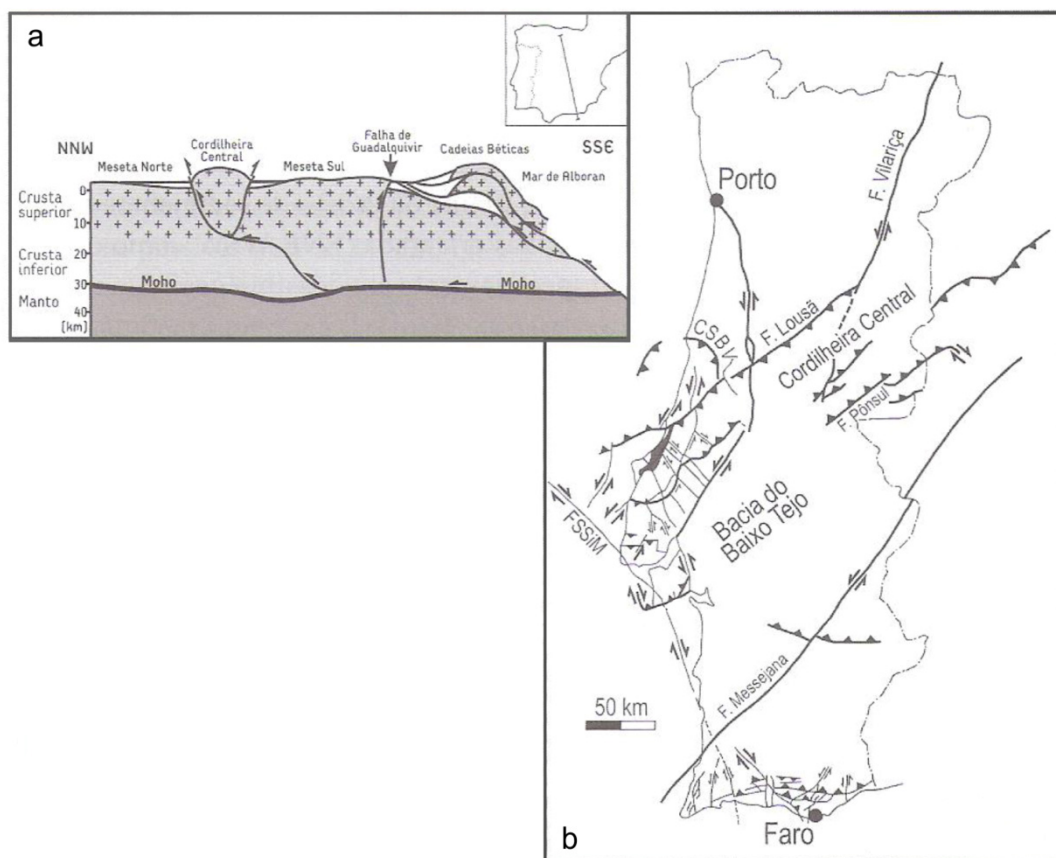 a
NNW
Cordilheira
Central
Falha de
Guadalquivir
Cadeias Béticas
SSE
Meseta Norte
Meseta Sul
Mar de Alboran
Crusta
superior
Crusta
inferior
Manto
0
10
20
30
40
[km]
Moho
Moho
Porto
F. Vilariça
CSBV
F. Lousã
Cordilheira Central
F. Pônsul
FSSiM
Bacia do
Baixo Tejo
F. Messejana
50 km
Faro
b